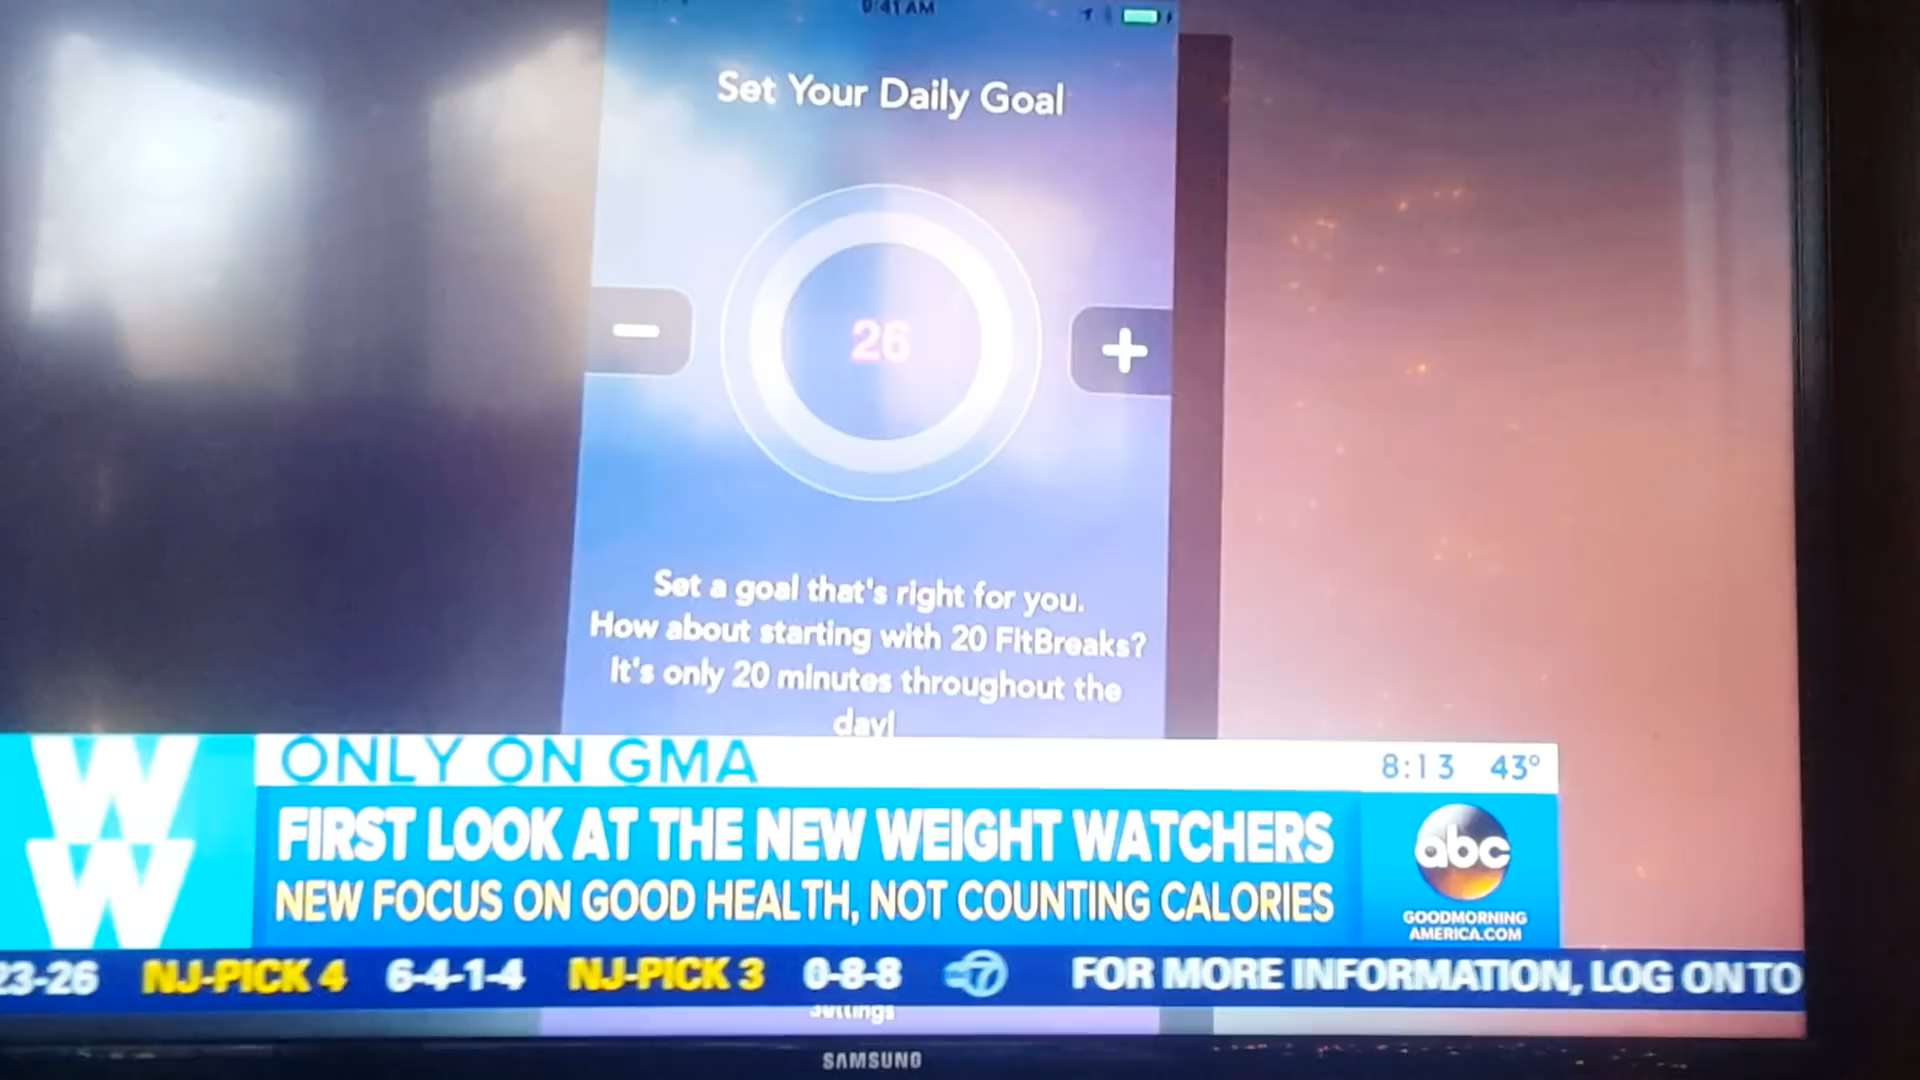 9:41 AM
Set Your Daily Goal
26
Set a goal that's right for you.
How about starting with 20 FitBreaks?
It's only 20 minutes throughout the
day!
W
W
ONLY ON GMA
8:13 43°
FIRST LOOK AT THE NEW WEIGHT WATCHERS
NEW FOCUS ON GOOD HEALTH, NOT COUNTING CALORIES
abc
GOODMORNING
AMERICA.COM
23-26 NJ-PICK 4 6-4-1-4 NJ-PICK 3 0-8-8 7 FOR MORE INFORMATION, LOG ON TO
Settings
SAMSUNG